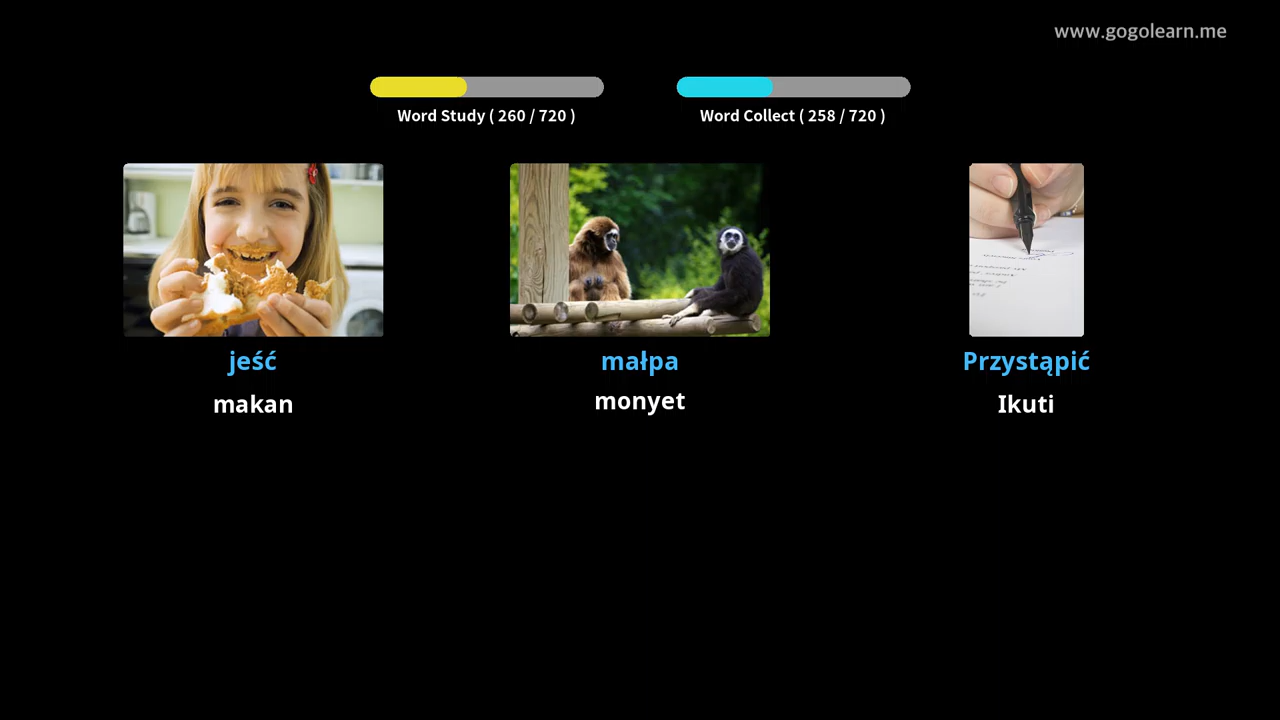 www.gogolearn.me
Word Study ( 260 / 720 )
Word Collect ( 258 / 720 )
jeść
małpa
Przystąpić
makan
monyet
Ikuti